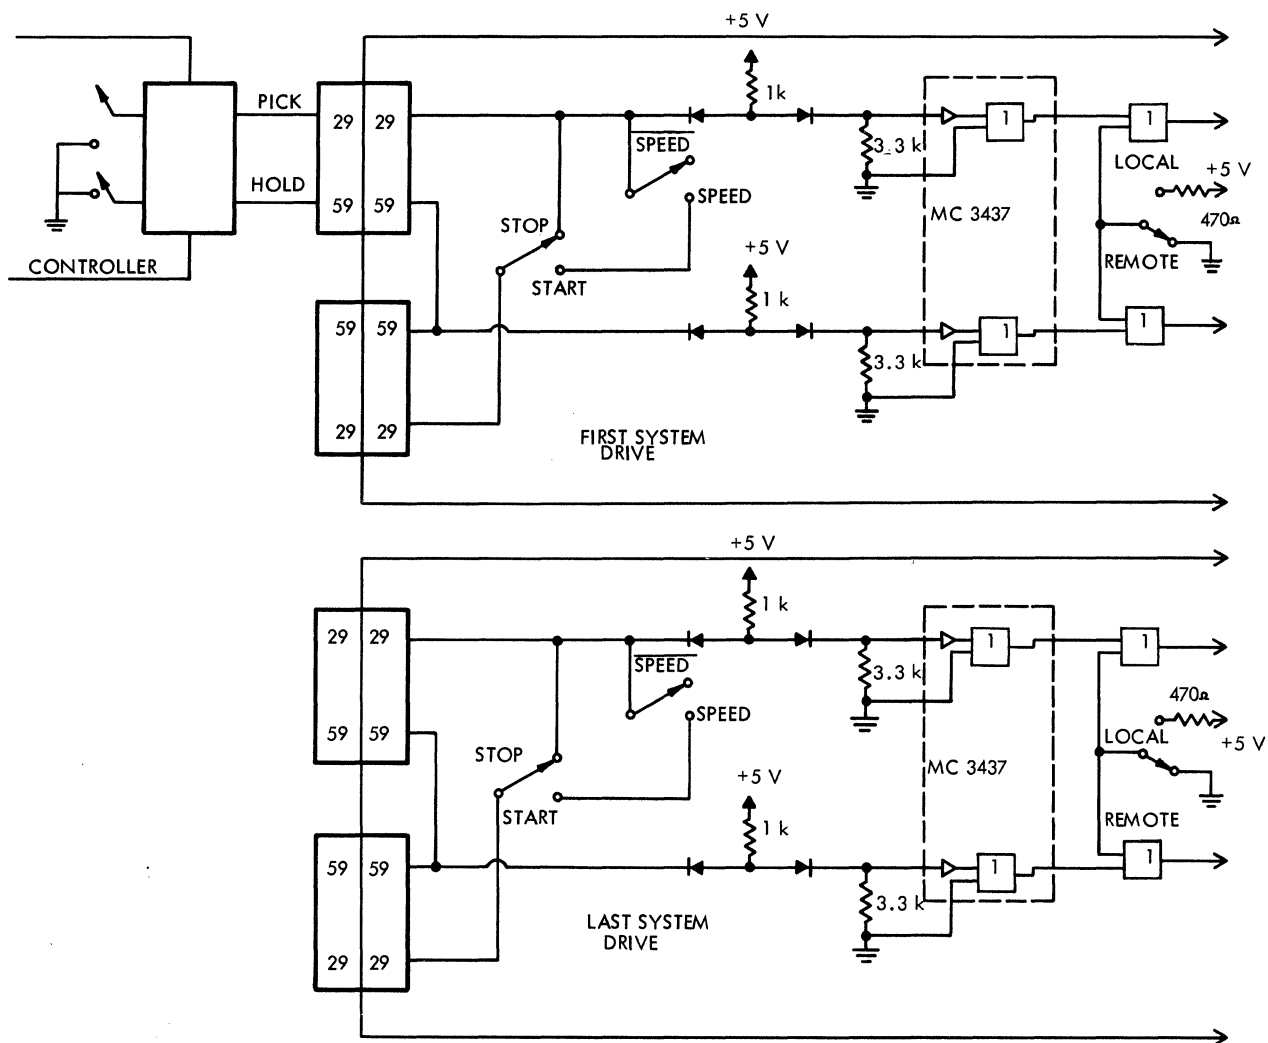 +5 V
1k
PICK
29 29
SPEED
3.3 k
1
1
LOCAL
+5 V
HOLD
59 59
SPEED
MC 3437
470Ω
STOP
+5 V
REMOTE
CONTROLLER
START
1 k
59 59
1
1
3.3 k
29 29
FIRST SYSTEM
DRIVE
+5 V
1 k
29 29
SPEED
3.3 k
1
1
470Ω
SPEED
59 59
LOCAL
+5 V
STOP
MC 3437
+5 V
START
1 k
REMOTE
59 59
1
1
3.3 k
LAST SYSTEM
DRIVE
29 29